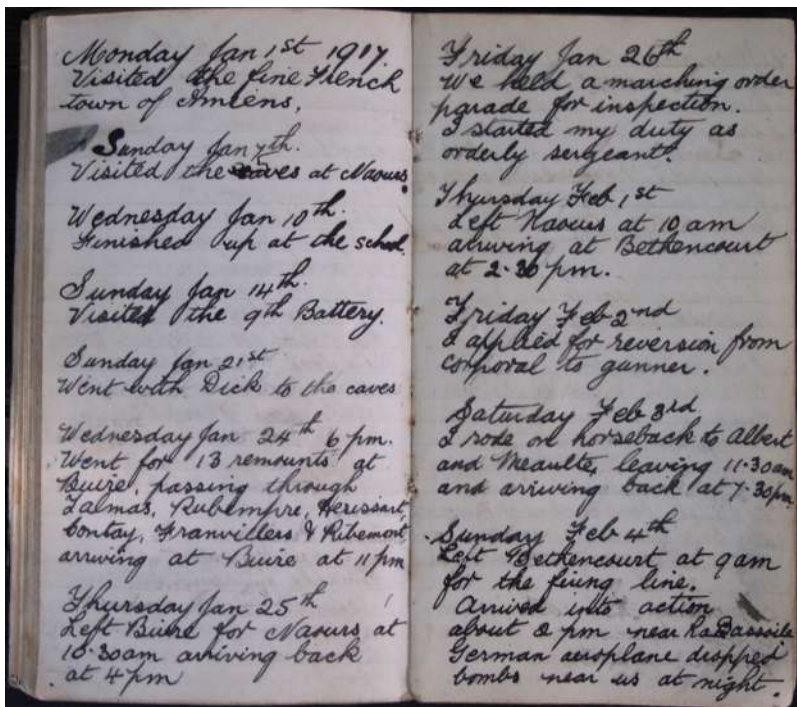 Monday Jan 1st 1917.
Visited the fine French
town of Amiens.
Sunday Jan 7th.
Visited the caves at Naours.
Wednesday Jan 10th.
Finished up at the school.
Sunday Jan 14th.
Visited the 9th Battery.
Sunday Jan 21st
Went with Dick to the caves
Wednesday Jan 24th 6 pm.
Went for 13 remounts at
Buire, passing through
Talmas, Rubempre, Herissart,
Contay, Franvillers & Ribemont
arriving at Buire at 11 pm
Thursday Jan 25th
Left Buire for Naours at
10.30am arriving back
at 4 pm
Friday Jan 26th
We held a marching order
parade for inspection.
I started my duty as
orderly sergeant.
Thursday Feb 1st
Left Naours at 10 am
arriving at Bethencourt
at 2.30 pm.
Friday Feb 2nd
I applied for reversion from
corporal to gunner.
Saturday Feb 3rd
I rode on horseback to Albert
and Meaulte, leaving 11.30am
and arriving back at 7.30pm.
Sunday Feb 4th
Left Bethencourt at 9am
for the firing line.
Arrived into action
about 8 pm near
German aeroplane dropped
bombs near us at night.